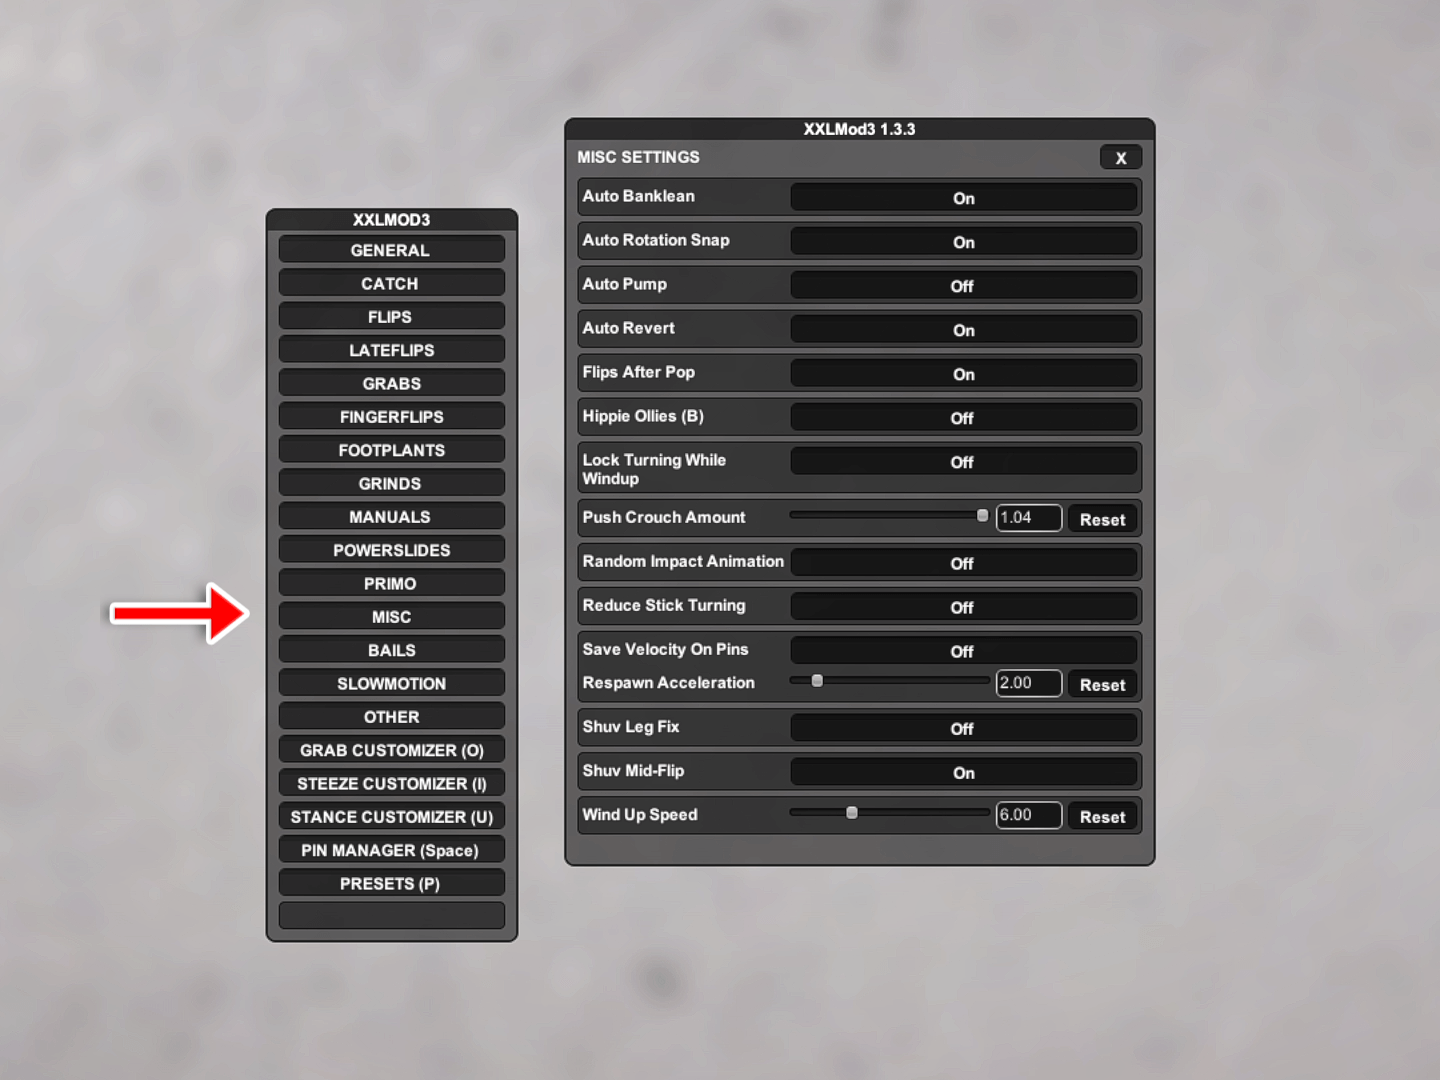 XXLMOD3
GENERAL
CATCH
FLIPS
LATEFLIPS
GRABS
FINGERFLIPS
FOOTPLANTS
GRINDS
MANUALS
POWERSLIDES
PRIMO
MISC
BAILS
SLOWMOTION
OTHER
GRAB CUSTOMIZER (O)
STEEZE CUSTOMIZER (I)
STANCE CUSTOMIZER (U)
PIN MANAGER (Space)
PRESETS (P)
XXLMod3 1.3.3
MISC SETTINGS X
Auto Banklean On
Auto Rotation Snap On
Auto Pump Off
Auto Revert On
Flips After Pop On
Hippie Ollies (B) Off
Lock Turning While Off
Windup
Push Crouch Amount 1.04 Reset
Random Impact Animation Off
Reduce Stick Turning Off
Save Velocity On Pins Off
Respawn Acceleration 2.00 Reset
Shuv Leg Fix Off
Shuv Mid-Flip On
Wind Up Speed 6.00 Reset